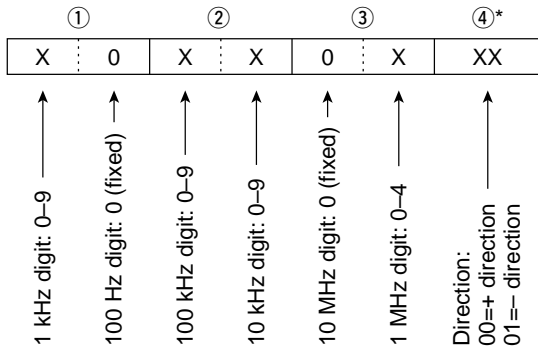 ① ② ③ ④*
X 0 X X 0 X XX
1 kHz digit: 0–9
100 Hz digit: 0 (fixed)
100 kHz digit: 0–9
10 kHz digit: 0–9
10 MHz digit: 0 (fixed)
1 MHz digit: 0–4
Direction:
00=+ direction
01=– direction